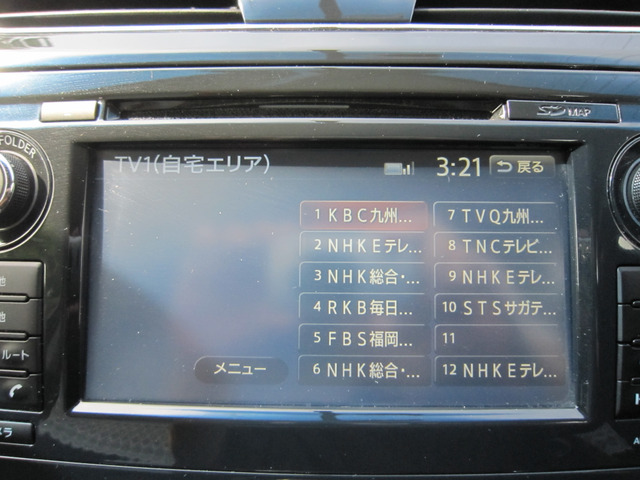 SD MAP
FOLDER
TV1(自宅エリア)
3:21
戻る
1 KBC九州...
2 NHKEテレ...
3 NHK総合・...
4 RKB毎日...
5 FBS福岡...
6 NHK総合・...
7 TVQ九州...
8 TNCテレビ...
9 NHKEテレ...
10 STSサガテ...
11
12 NHKEテレ...
メニュー
ルート